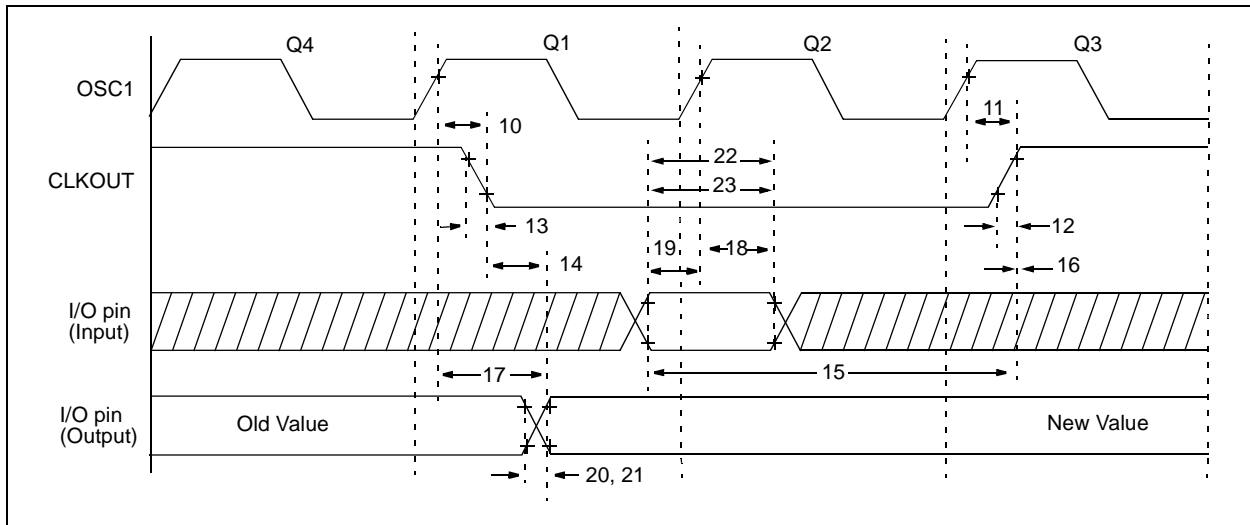 Q4 Q1 Q2 Q3
OSC1
10 11
22
CLKOUT
23
13 12
19 18
14 16
I/O pin
(Input)
17 15
I/O pin
(Output)
Old Value New Value
20, 21